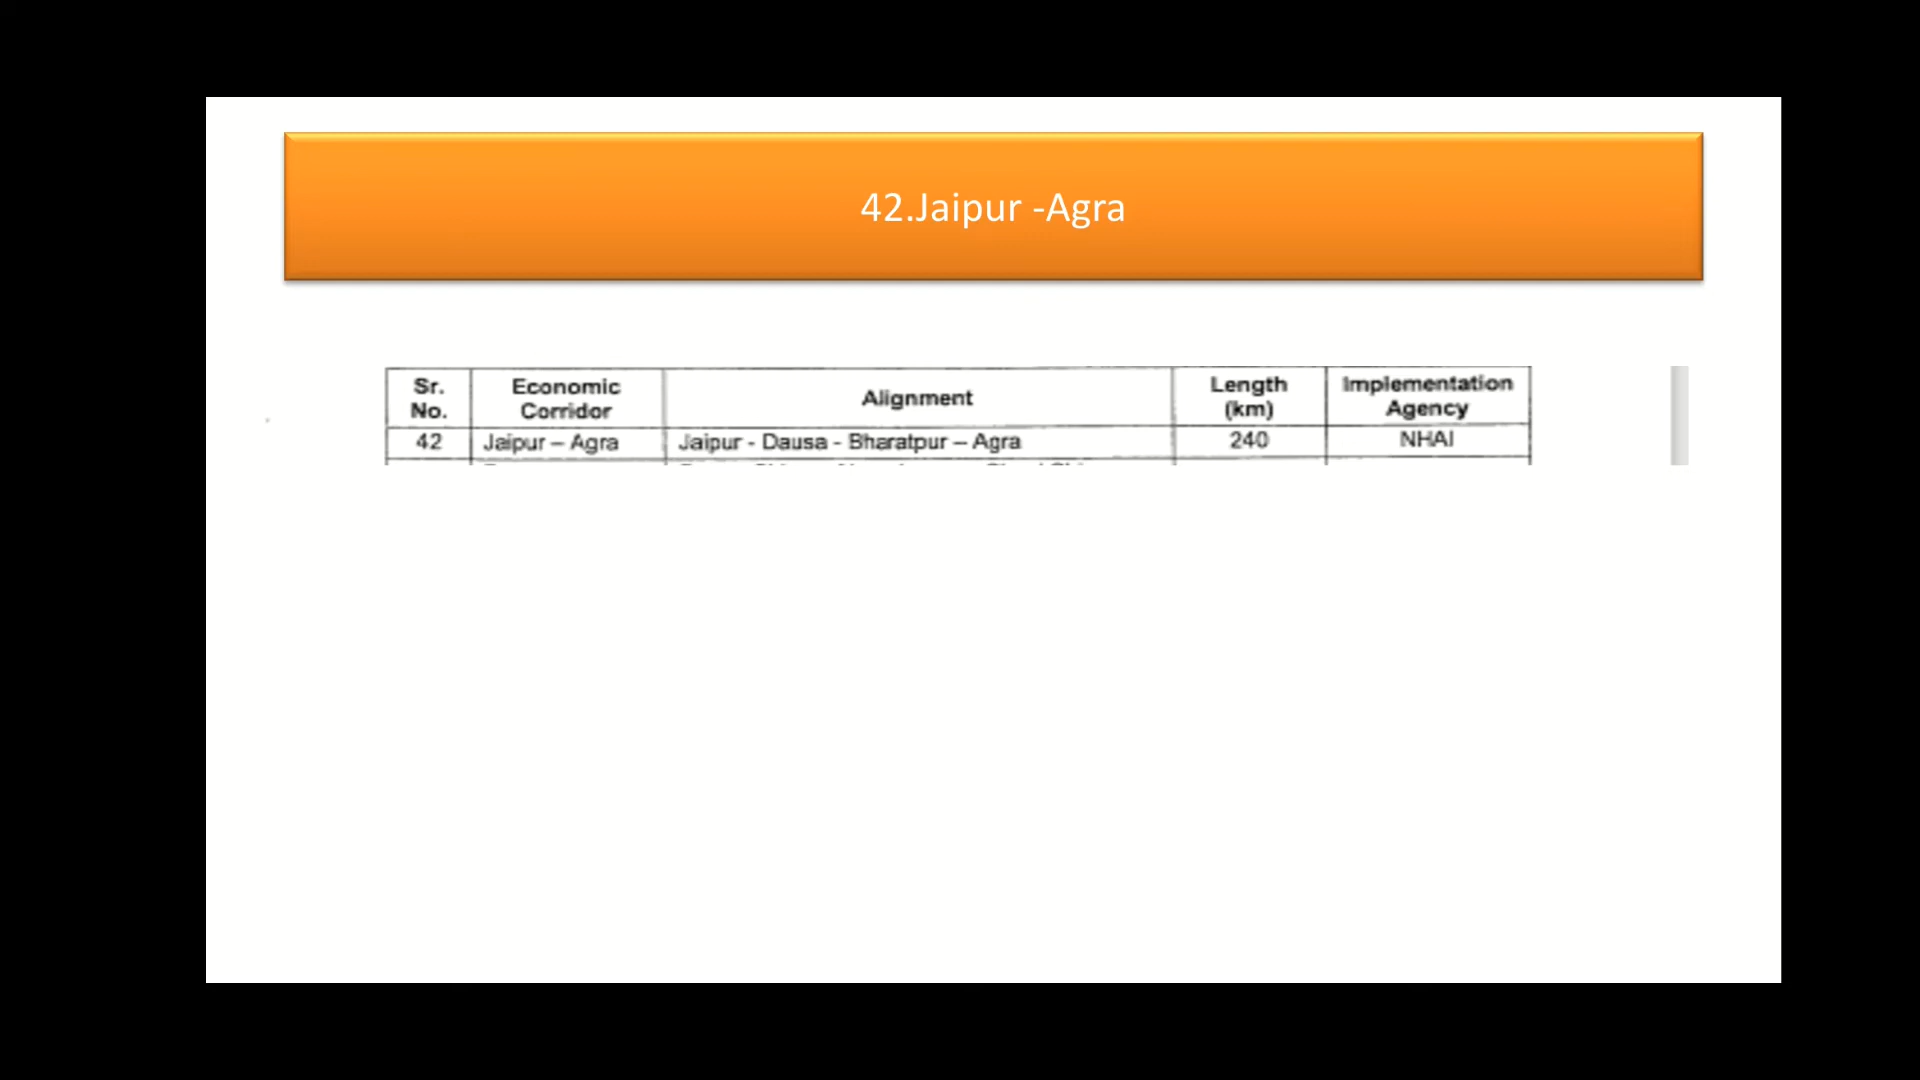 42.Jaipur -Agra
Sr. No. Economic Corridor Alignment Length (km) Implementation Agency
42 Jaipur – Agra Jaipur - Dausa - Bharatpur – Agra 240 NHAI